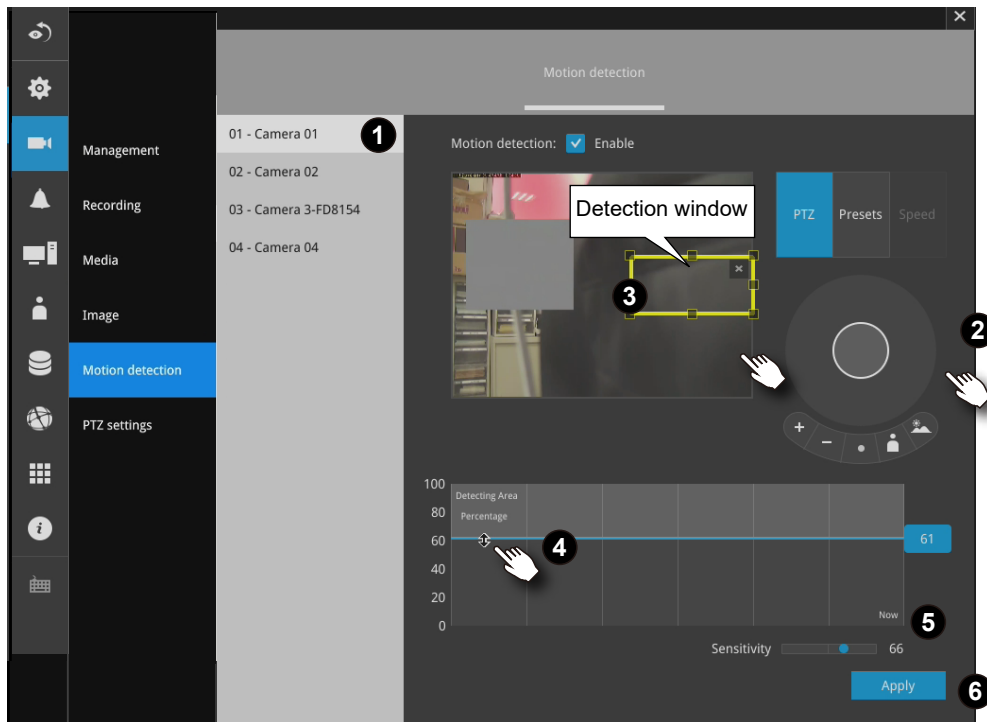 Motion detection
01 - Camera 01
1
Motion detection: Enable
Management
02 - Camera 02
Detection window
PTZ
Presets
Speed
Recording
03 - Camera 3-FD8154
Media
04 - Camera 04
3
Image
2
Motion detection
PTZ settings
100
Detecting Area
80
Percentage
60
4
61
40
20
Now
5
0
Sensitivity
66
Apply
6